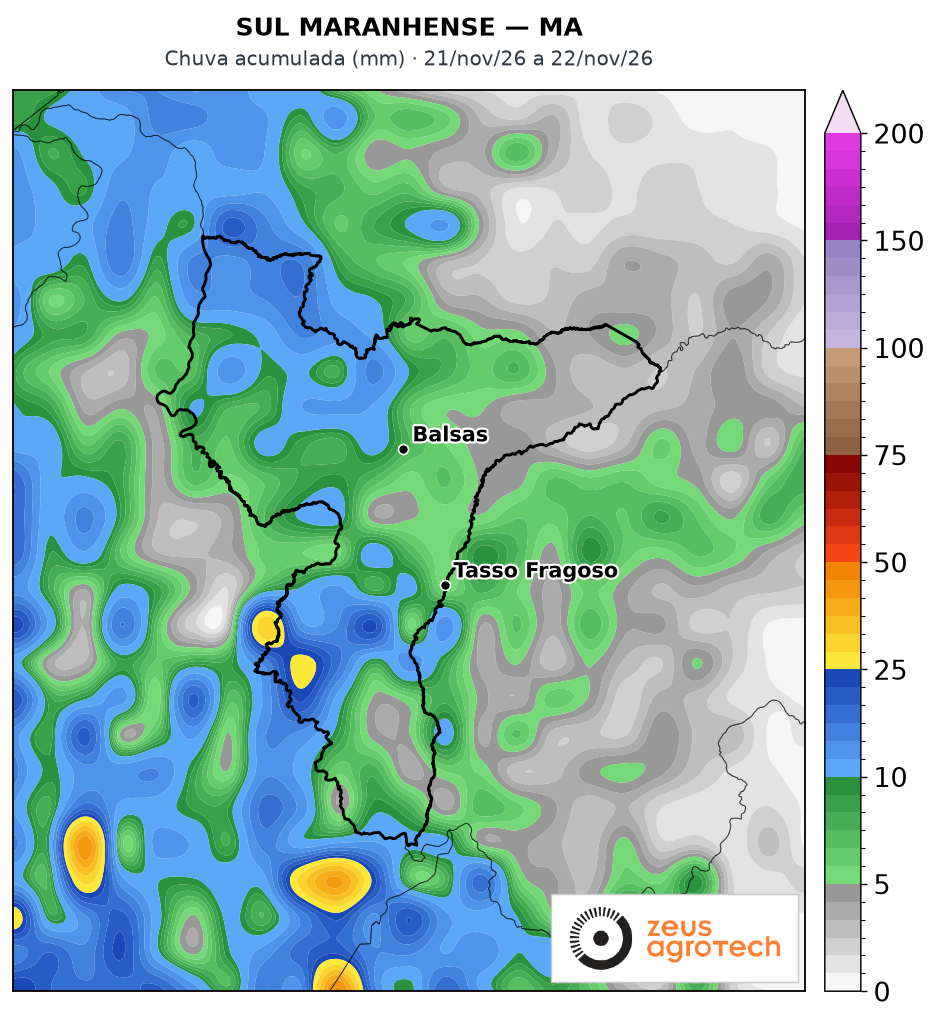 SUL MARANHENSE — MA
Chuva acumulada (mm) · 21/nov/26 a 22/nov/26
200
150
100
75
50
25
10
5
0
Balsas
Tasso Fragoso
zeus
agrotech